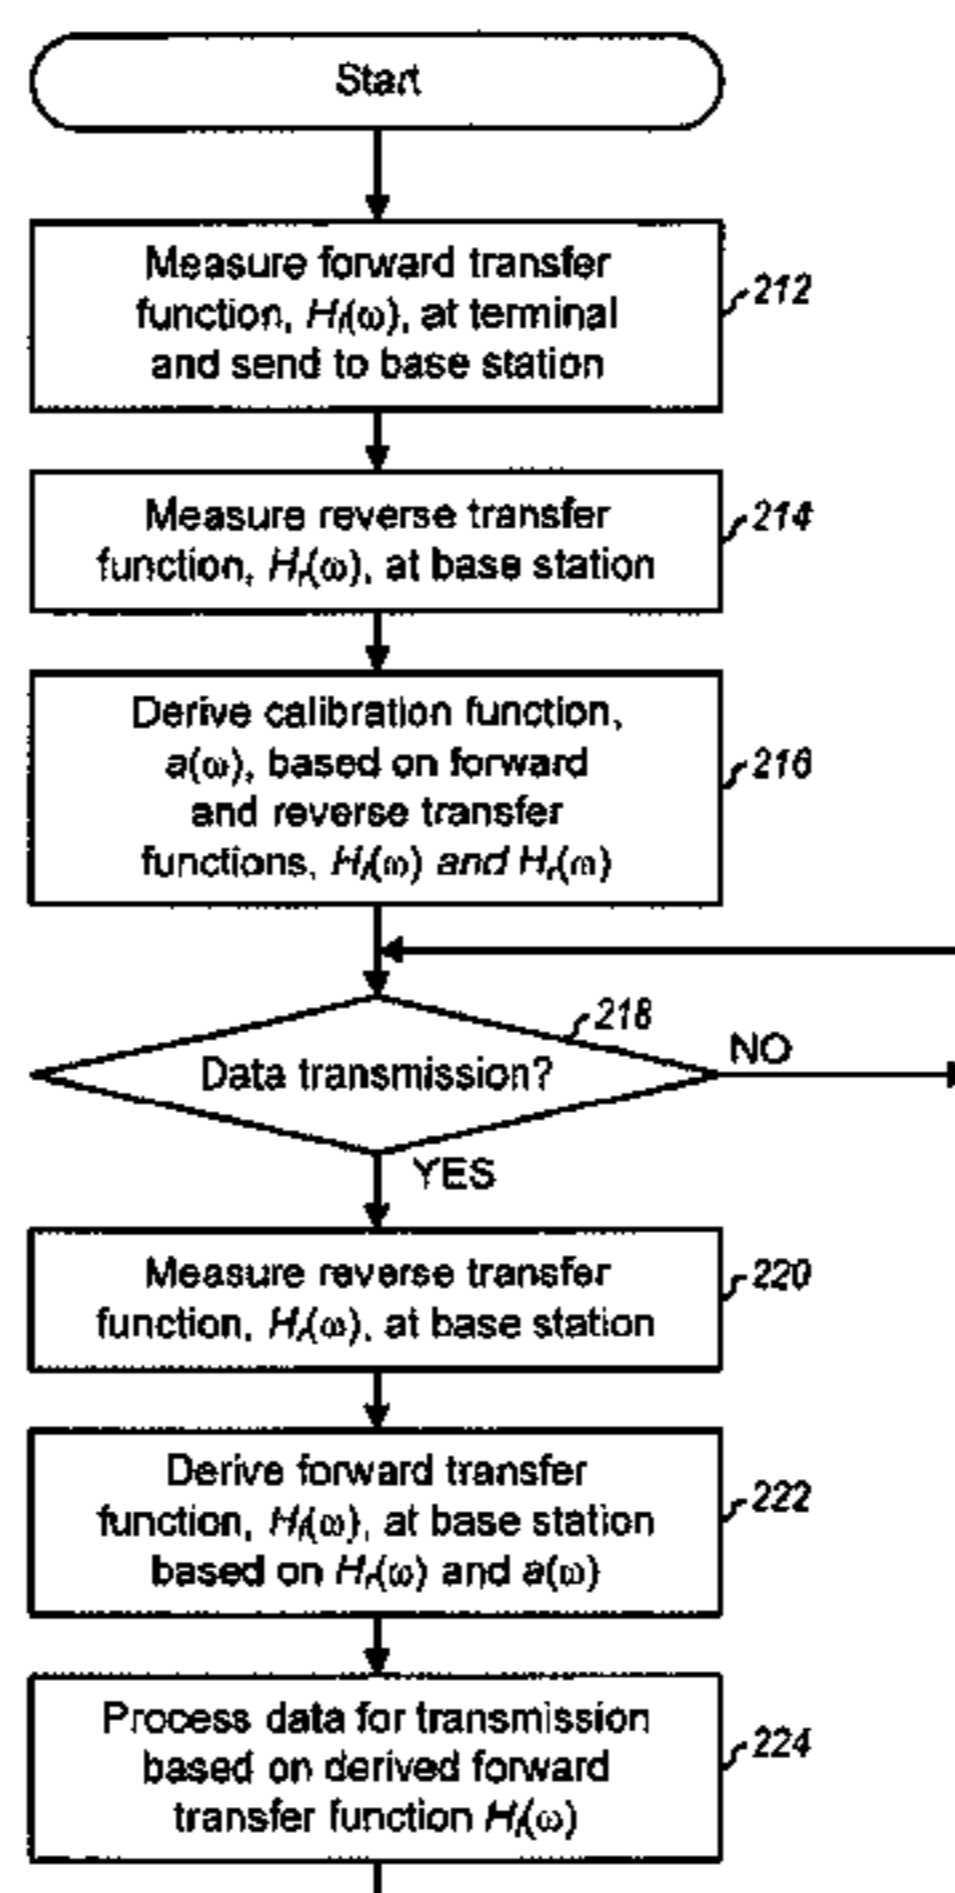 Start
Measure forward transfer
function, Hf(ω), at terminal
and send to base station
212
Measure reverse transfer
function, Hr(ω), at base station
214
Derive calibration function,
a(ω), based on forward
and reverse transfer
functions, Hf(ω) and Hr(ω)
216
218
Data transmission?
NO
YES
Measure reverse transfer
function, Hr(ω), at base station
220
Derive forward transfer
function, Hf(ω), at base station
based on Hr(ω) and a(ω)
222
Process data for transmission
based on derived forward
transfer function Hf(ω)
224